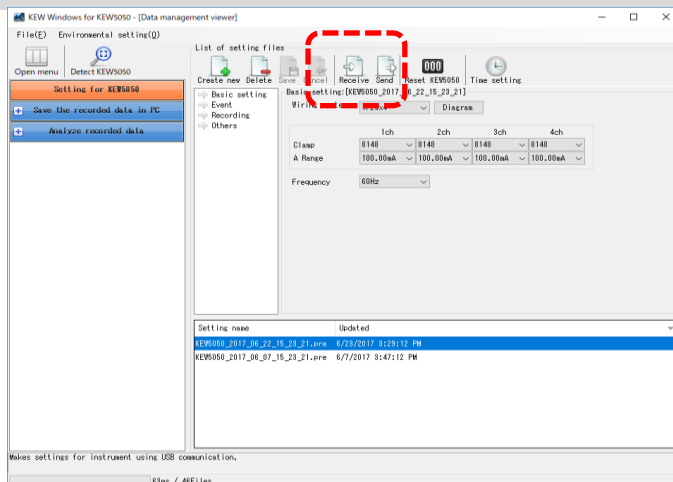 KEW Windows for KEW5050 - [Data management viewer]
File(F) Environmental setting(O)
Open menu Detect KEW5050
List of setting files
Create new Delete Save Cancel Receive Send Reset KEW5050 Time setting
Setting for KEW5050
Save the recorded data in PC
Analyze recorded data
Basic setting
Event
Recording
Others
Basic setting:[KEW5050_2017_06_22_15_23_21]
Diagram
1ch 2ch 3ch 4ch
Clamp 8148 8148 8148 8148
A Range 100.00mA 100.00mA 100.00mA 100.00mA
Frequency 60Hz
Setting name Updated
KEW5050_2017_06_22_15_23_21.pre 6/23/2017 3:29:12 PM
KEW5050_2017_06_07_15_23_21.pre 6/7/2017 3:47:12 PM
Makes settings for instrument using USB communication.
63ms / 46Files